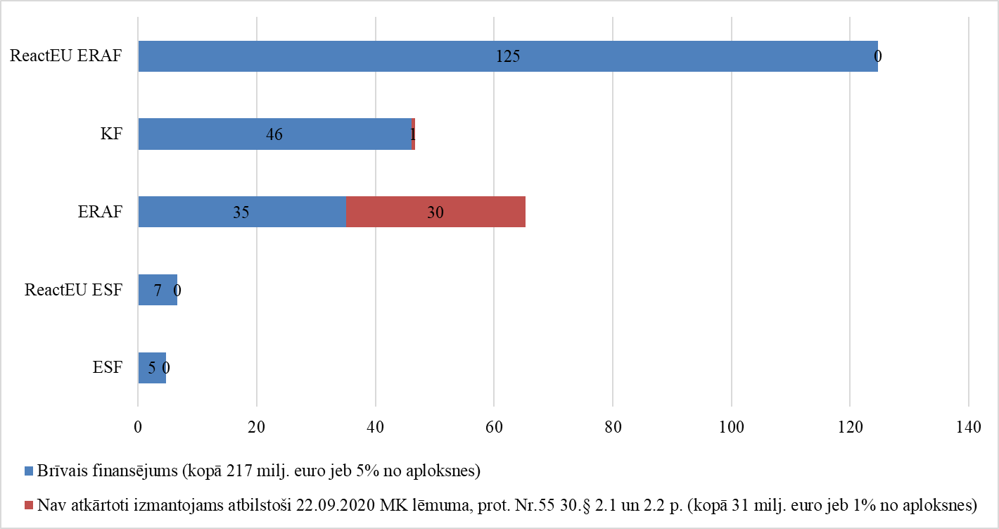 ReactEU ERAF 125 0
KF 46 1
ERAF 35 30
ReactEU ESF 7 0
ESF 5 0
0 20 40 60 80 100 120 140
Brīvais finansējums (kopā 217 milj. euro jeb 5% no aploksnes)
Nav atkārtoti izmantojams atbilstoši 22.09.2020 MK lēmuma, prot. Nr.55 30.§ 2.1 un 2.2 p. (kopā 31 milj. euro jeb 1% no aploksnes)